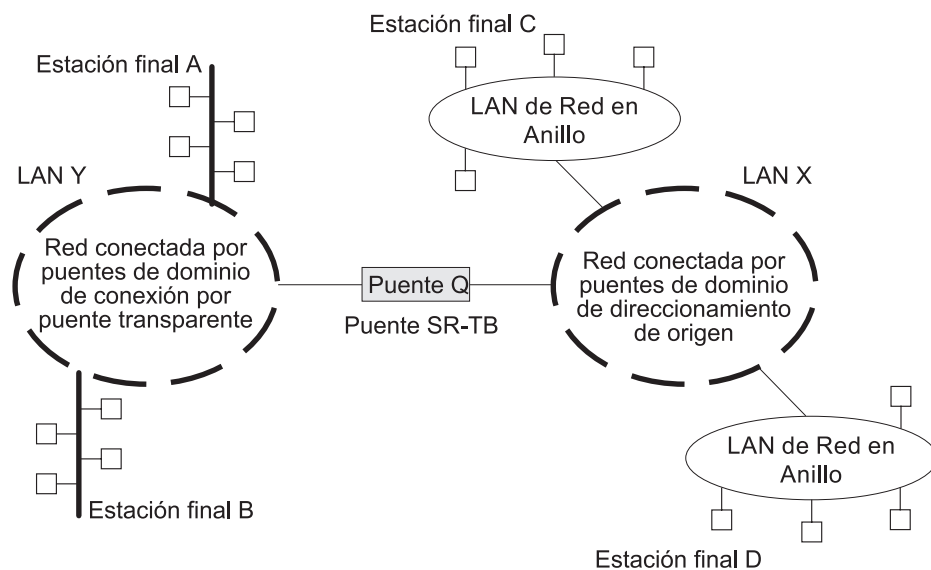 Estación final C
Estación final A
LAN de Red en
Anillo
LAN Y
LAN X
Red conectada por
puentes de dominio
de conexión por
puente transparente
Puente Q
Puente SR-TB
Red conectada por
puentes de dominio
de direccionamiento
de origen
LAN de Red en
Anillo
Estación final B
Estación final D